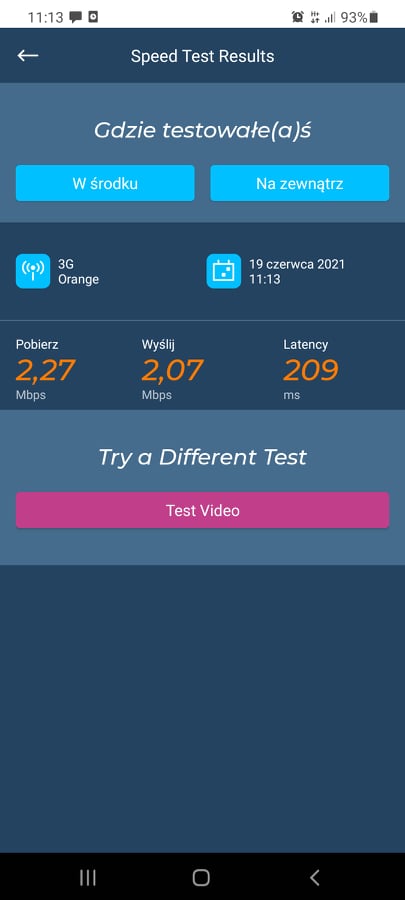 11:13
93%
Speed Test Results
Gdzie testowałe(a)ś
W środku
Na zewnątrz
3G
Orange
19 czerwca 2021
11:13
Pobierz
Wyślij
Latency
2,27
2,07
209
Mbps
Mbps
ms
Try a Different Test
Test Video